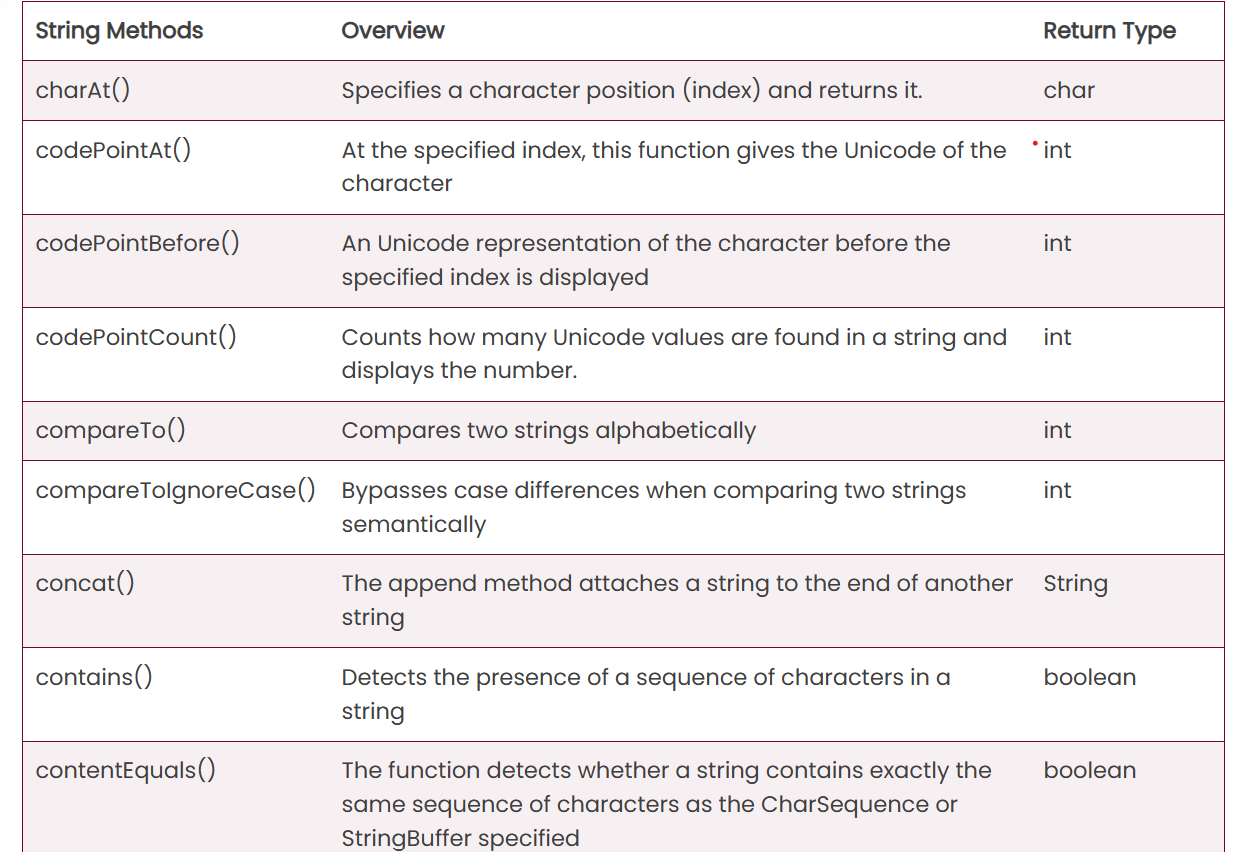 String Methods Overview Return Type
charAt() Specifies a character position (index) and returns it. char
codePointAt() At the specified index, this function gives the Unicode of the int
character
codePointBefore() An Unicode representation of the character before the int
specified index is displayed
codePointCount() Counts how many Unicode values are found in a string and int
displays the number.
compareTo() Compares two strings alphabetically int
compareToIgnoreCase() Bypasses case differences when comparing two strings int
semantically
concat() The append method attaches a string to the end of another String
string
contains() Detects the presence of a sequence of characters in a boolean
string
contentEquals() The function detects whether a string contains exactly the boolean
same sequence of characters as the CharSequence or
StringBuffer specified